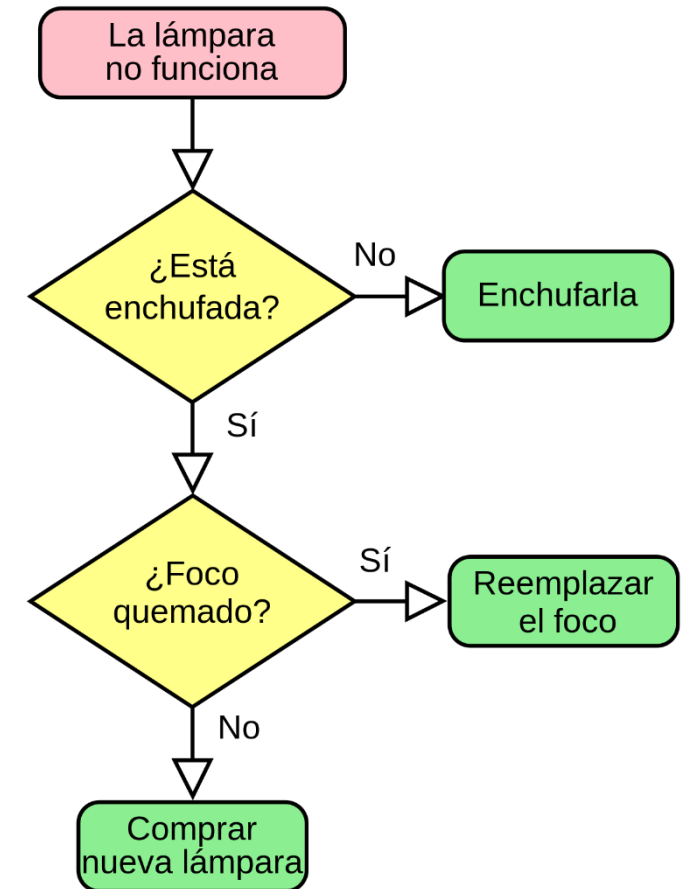 La lámpara
no funciona
¿Está
enchufada?
No
Enchufarla
Sí
¿Foco
quemado?
Sí
Reemplazar
el foco
No
Comprar
nueva lámpara